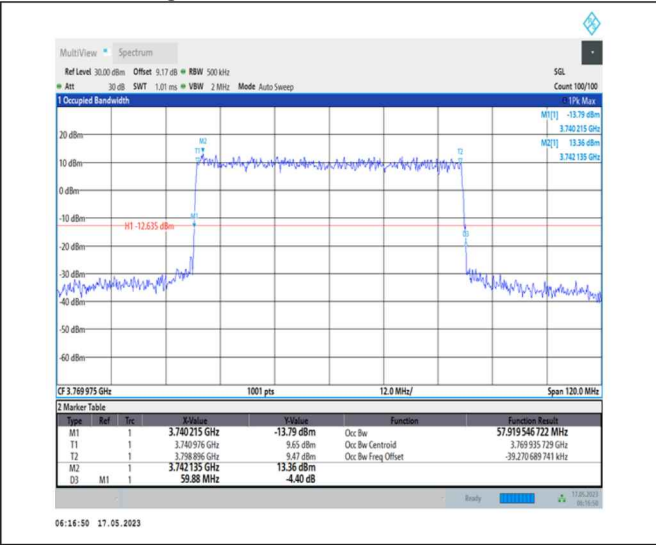 MultiView Spectrum
Ref Level 30.00 dBm Offset 9.17 dB RBW 500 kHz SGL
Att 30 dB SWT 1.01 ms VBW 2 MHz Mode Auto Sweep Count 100/100
1 Occupied Bandwidth 1Pk Max
M1[1] -13.79 dBm
3.740 215 GHz
M2[1] 13.36 dBm
3.742 135 GHz
20 dBm
M2
T1
T2
10 dBm
0 dBm
-10 dBm
M1
H1 -12.635 dBm
D3
-20 dBm
-30 dBm
-40 dBm
-50 dBm
-60 dBm
CF 3.769 975 GHz 1001 pts 12.0 MHz/ Span 120.0 MHz
2 Marker Table
Type Ref Trc X-Value Y-Value Function Function Result
M1 1 3.740 215 GHz -13.79 dBm Occ Bw 57.919 546 722 MHz
T1 1 3.740 976 GHz 9.65 dBm Occ Bw Centroid 3.769 935 729 GHz
T2 1 3.798 896 GHz 9.47 dBm Occ Bw Freq Offset -39.270 689 741 kHz
M2 1 3.742 135 GHz 13.36 dBm
D3 M1 1 59.88 MHz -4.40 dB
Ready 17.05.2023
06:16:50
06:16:50 17.05.2023